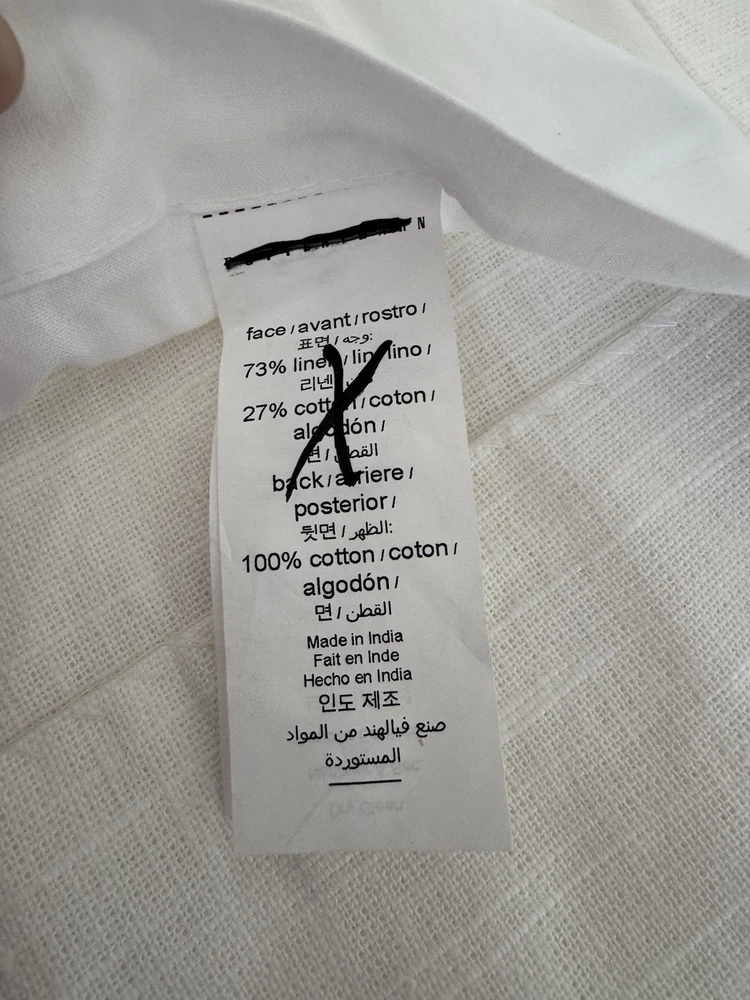 N
face / avant / rostro /
표면 / وجه:
73% linen / lin / lino /
리넨 /
27% cotton / coton /
algodón /
면 / القطن
back / arriere /
posterior /
뒷면 / الظهر:
100% cotton / coton /
algodón /
면 / القطن
Made in India
Fait en Inde
Hecho en India
인도 제조
صنع فيالهند من المواد
المستوردة
Dry Clean